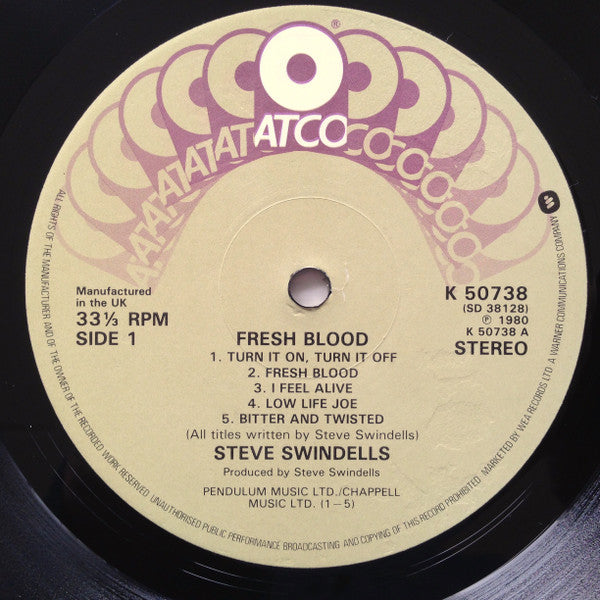 ®
ATATATATATCOCOCOCOCO
Manufactured
in the UK
33⅓ RPM
SIDE 1
K 50738
(SD 38128)
℗ 1980
K 50738 A
STEREO
FRESH BLOOD
1. TURN IT ON, TURN IT OFF
2. FRESH BLOOD
3. I FEEL ALIVE
4. LOW LIFE JOE
5. BITTER AND TWISTED
(All titles written by Steve Swindells)
STEVE SWINDELLS
Produced by Steve Swindells
PENDULUM MUSIC LTD./CHAPPELL
MUSIC LTD. (1–5)
ALL RIGHTS OF THE MANUFACTURER AND OF THE OWNER OF THE RECORDED WORK RESERVED. UNAUTHORISED PUBLIC PERFORMANCE BROADCASTING AND COPYING OF THIS RECORD PROHIBITED. MARKETED BY WEA RECORDS LTD. A WARNER COMMUNICATIONS COMPANY